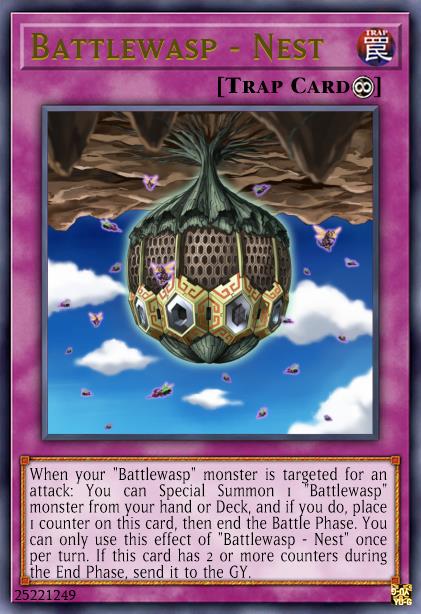 Battlewasp - Nest
TRAP
罠
[Trap Card]
When your "Battlewasp" monster is targeted for an
attack: You can Special Summon 1 "Battlewasp"
monster from your hand or Deck, and if you do, place
1 counter on this card, then end the Battle Phase. You
can only use this effect of "Battlewasp - Nest" once
per turn. If this card has 2 or more counters during
the End Phase, send it to the GY.
25221249